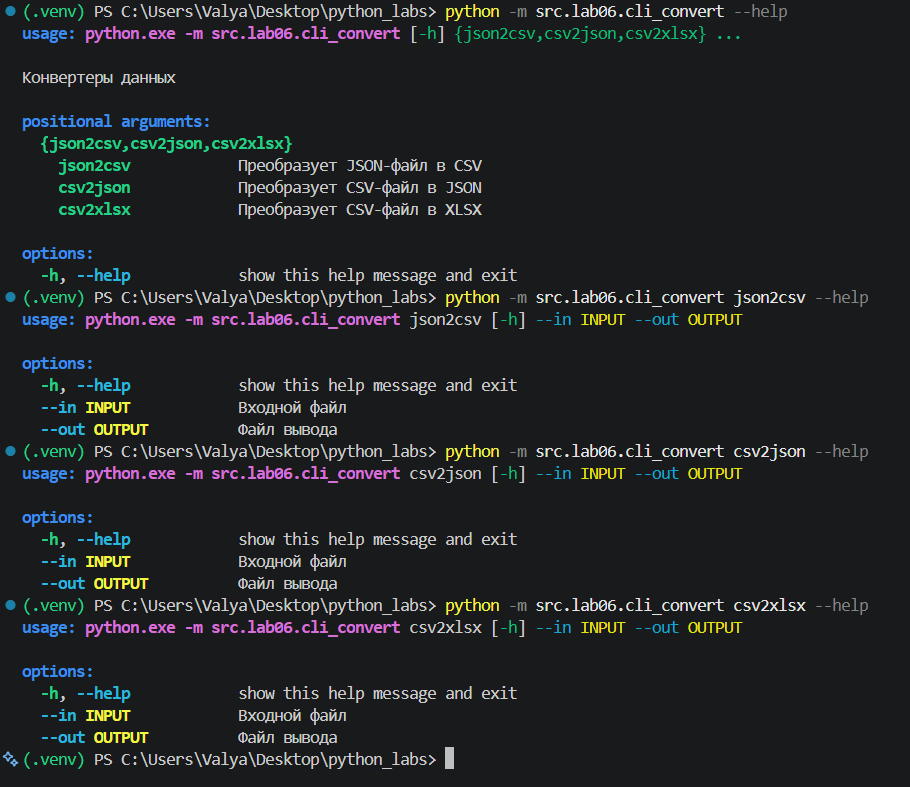 (.venv) PS C:\Users\Valya\Desktop\python_labs> python -m src.lab06.cli_convert --help
usage: python.exe -m src.lab06.cli_convert [-h] {json2csv,csv2json,csv2xlsx} ...
Конвертеры данных
positional arguments:
{json2csv,csv2json,csv2xlsx}
json2csv Преобразует JSON-файл в CSV
csv2json Преобразует CSV-файл в JSON
csv2xlsx Преобразует CSV-файл в XLSX
options:
-h, --help show this help message and exit
(.venv) PS C:\Users\Valya\Desktop\python_labs> python -m src.lab06.cli_convert json2csv --help
usage: python.exe -m src.lab06.cli_convert json2csv [-h] --in INPUT --out OUTPUT
options:
-h, --help show this help message and exit
--in INPUT Входной файл
--out OUTPUT Файл вывода
(.venv) PS C:\Users\Valya\Desktop\python_labs> python -m src.lab06.cli_convert csv2json --help
usage: python.exe -m src.lab06.cli_convert csv2json [-h] --in INPUT --out OUTPUT
options:
-h, --help show this help message and exit
--in INPUT Входной файл
--out OUTPUT Файл вывода
(.venv) PS C:\Users\Valya\Desktop\python_labs> python -m src.lab06.cli_convert csv2xlsx --help
usage: python.exe -m src.lab06.cli_convert csv2xlsx [-h] --in INPUT --out OUTPUT
options:
-h, --help show this help message and exit
--in INPUT Входной файл
--out OUTPUT Файл вывода
(.venv) PS C:\Users\Valya\Desktop\python_labs>